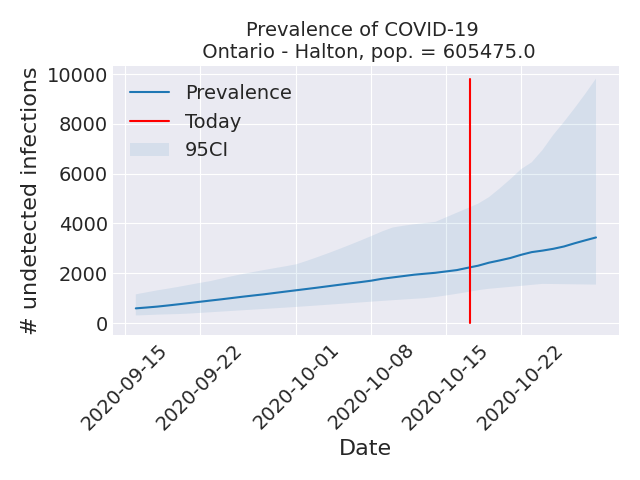 Prevalence of COVID-19
Ontario - Halton, pop. = 605475.0
# undetected infections
10000
8000
6000
4000
2000
0
Prevalence
Today
95CI
2020-09-15
2020-09-22
2020-10-01
2020-10-08
2020-10-15
2020-10-22
Date